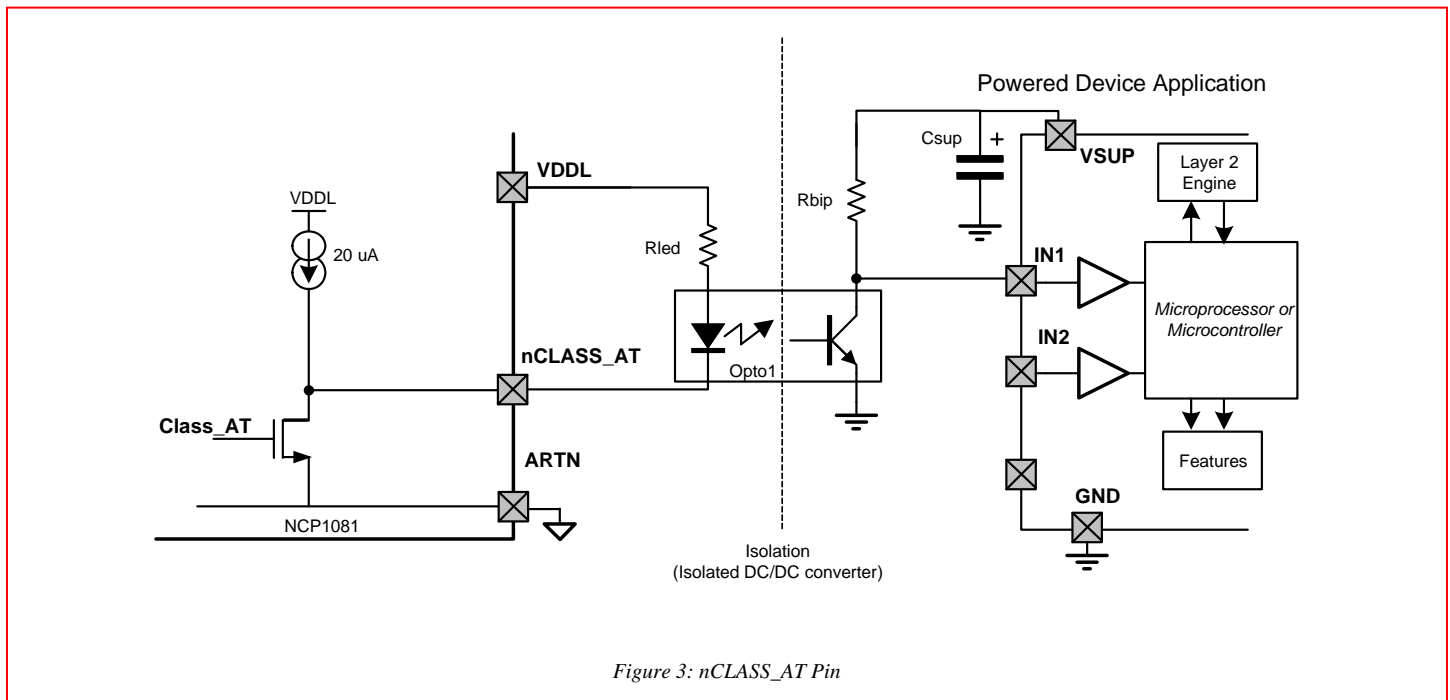 Powered Device Application
Csup
+
VSUP
Layer 2
Engine
VDDL
VDDL
Rbip
20 uA
Rled
IN1
Microprocessor or
Microcontroller
IN2
nCLASS_AT
Opto1
Class_AT
ARTN
Features
GND
NCP1081
Isolation
(Isolated DC/DC converter)
Figure 3: nCLASS_AT Pin